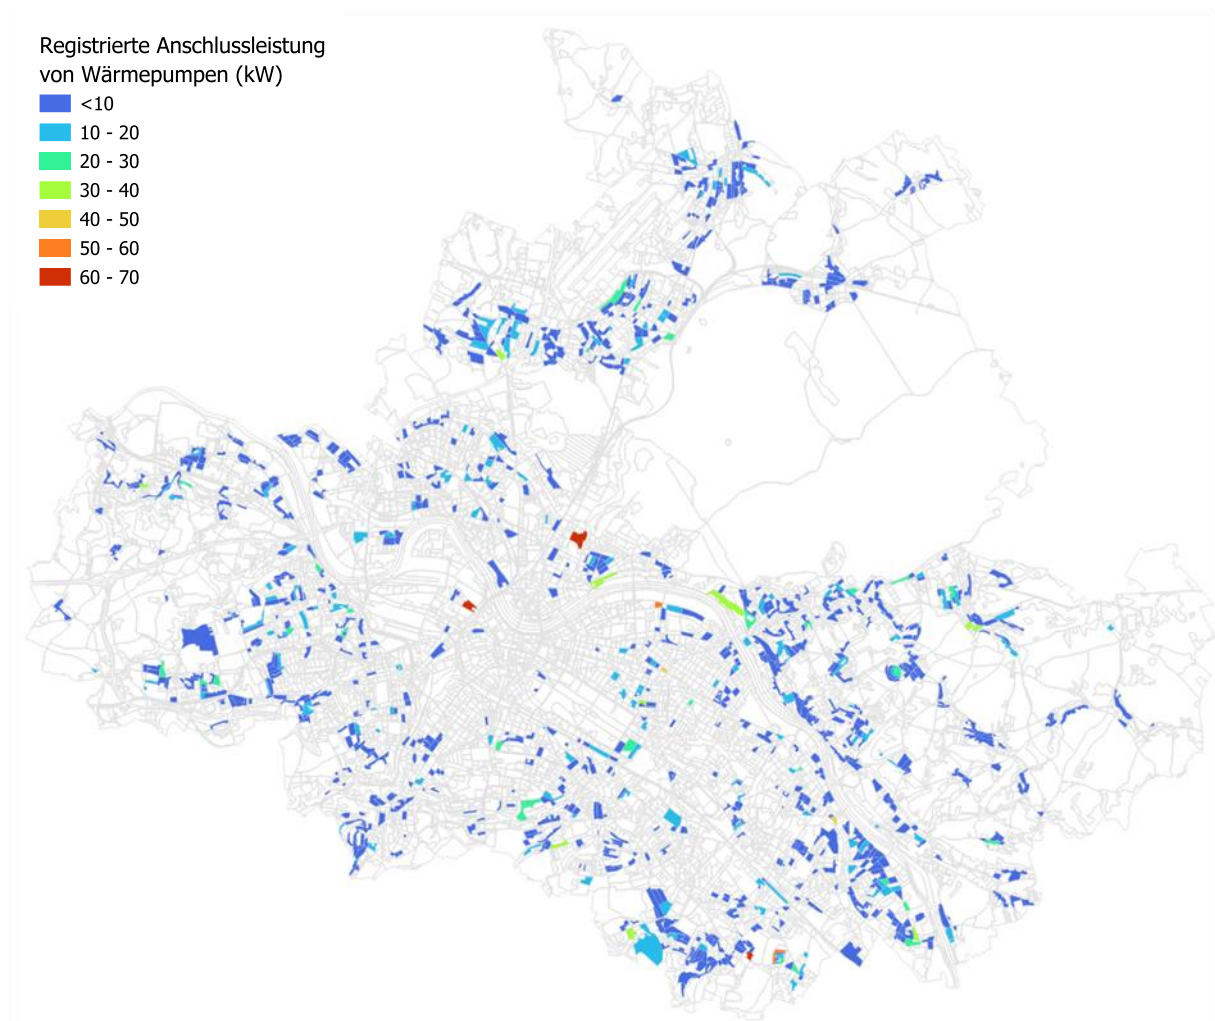 Registrierte Anschlussleistung
von Wärmepumpen (kW)
<10
10 - 20
20 - 30
30 - 40
40 - 50
50 - 60
60 - 70